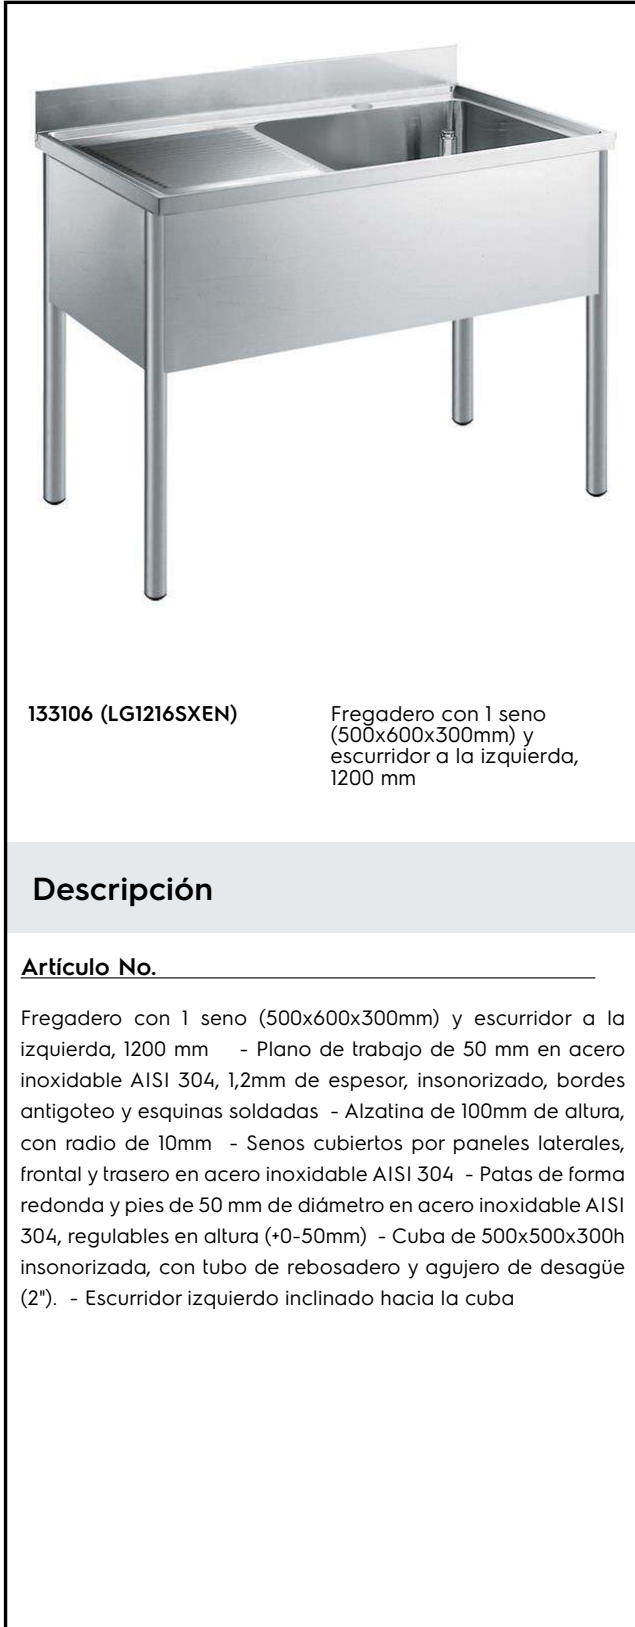 133106 (LG1216SXEN)
Fregadero con 1 seno
(500x600x300mm) y
escurridor a la izquierda,
1200 mm
Descripción
Artículo No.
Fregadero con 1 seno (500x600x300mm) y escurridor a la
izquierda, 1200 mm - Plano de trabajo de 50 mm en acero
inoxidable AISI 304, 1,2mm de espesor, insonorizado, bordes
antigoteo y esquinas soldadas - Alzatina de 100mm de altura,
con radio de 10mm - Senos cubiertos por paneles laterales,
frontal y trasero en acero inoxidable AISI 304 - Patas de forma
redonda y pies de 50 mm de diámetro en acero inoxidable AISI
304, regulables en altura (+0-50mm) - Cuba de 500x500x300h
insonorizada, con tubo de rebosadero y agujero de desagüe
(2"). - Escurridor izquierdo inclinado hacia la cuba